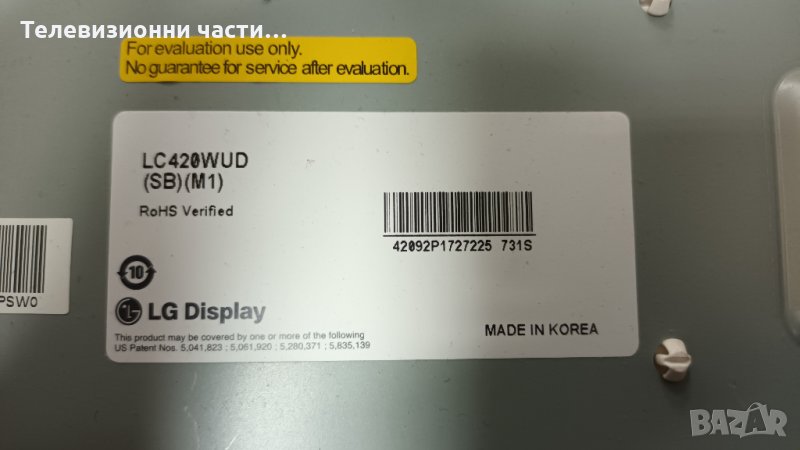 Телевизионни части...
For evaluation use only.
No guarantee for service after evaluation.
LC420WUD
(SB)(M1)
RoHS Verified
42092P1727225 731S
10
LG Display
This product may be covered by one or more of the following
US Patent Nos. 5,041,823 ; 5,061,920 ; 5,280,371 ; 5,835,139
MADE IN KOREA
PSW0
BAZAR